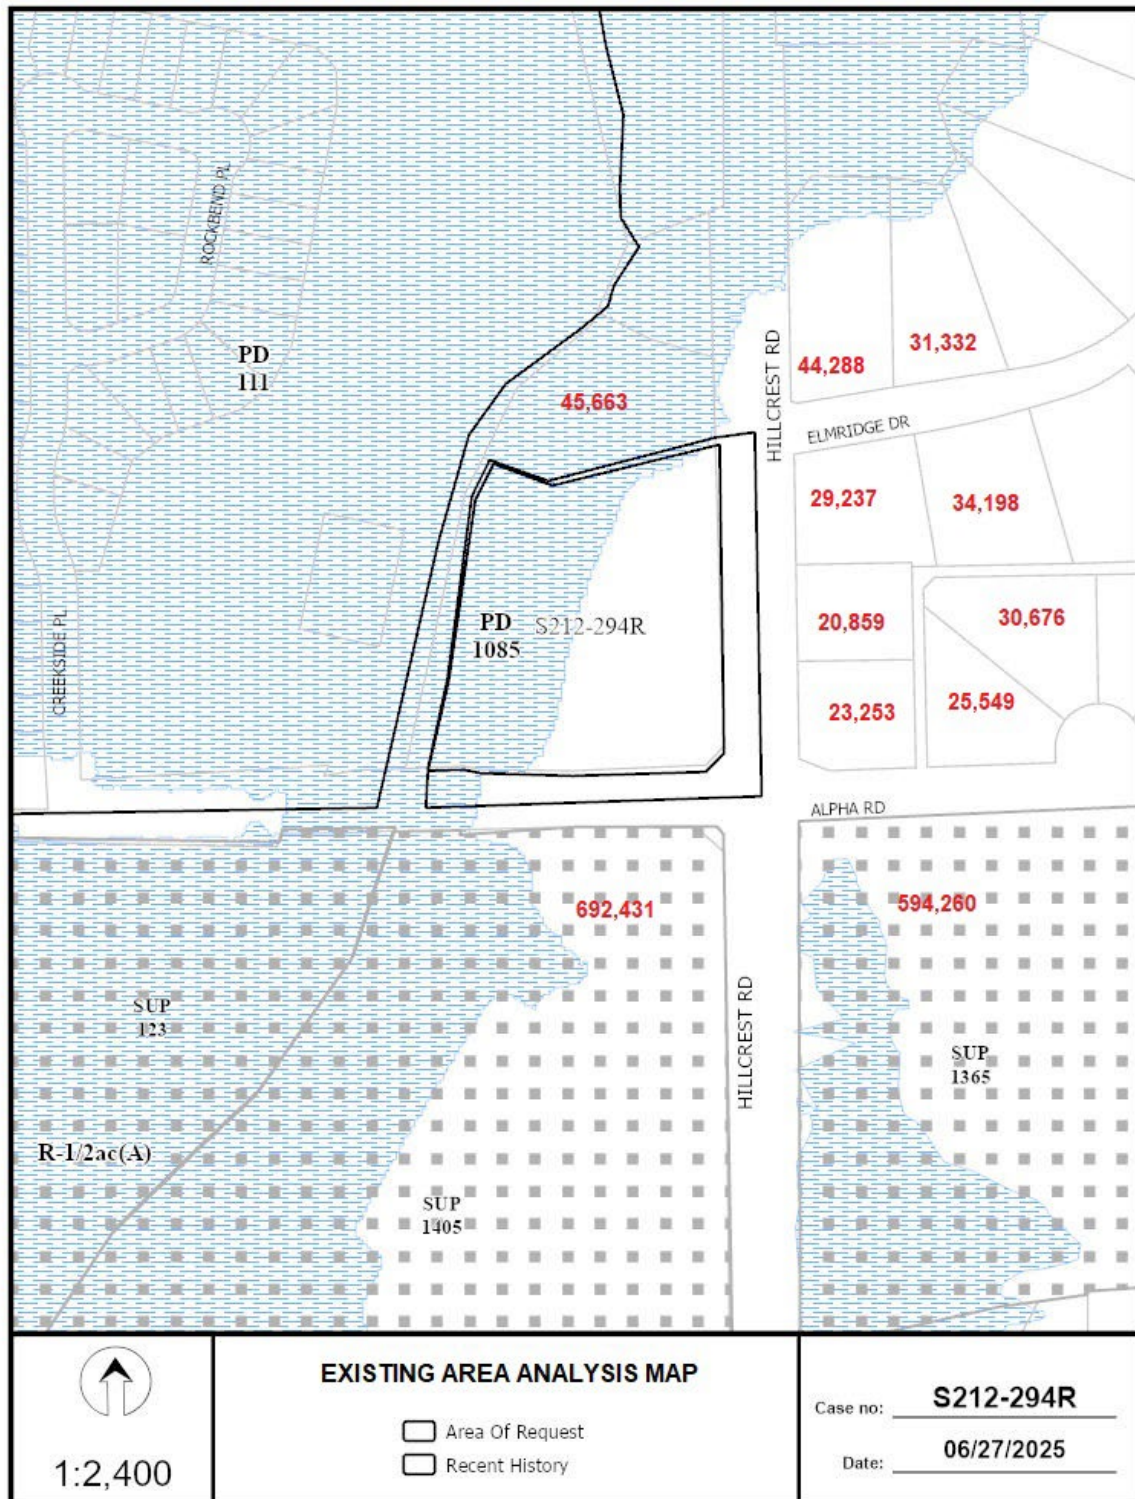 ROCKBEND PL
PD
111
HILLCREST RD
44,288
31,332
45,663
ELMRIDGE DR
29,237
34,198
PD
1085
S212-294R
20,859
30,676
CREEKSIDE PL
23,253
25,549
ALPHA RD
692,431
594,260
SUP
123
HILLCREST RD
SUP
1365
R-1/2ac(A)
SUP
1405
1:2,400
EXISTING AREA ANALYSIS MAP
Area Of Request
Recent History
Case no: S212-294R
Date: 06/27/2025